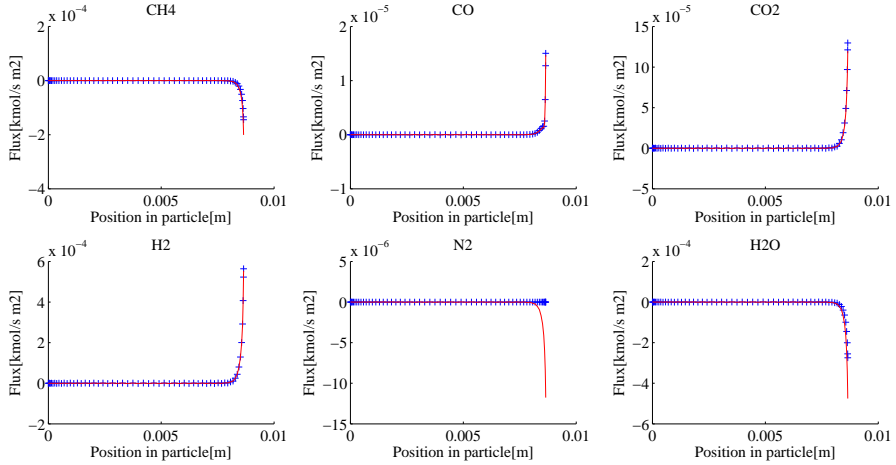 CH4
x 10^-4
Flux[kmol/s m2]
2
0
−2
−4
0
0.005
0.01
Position in particle[m]
CO
x 10^-5
Flux[kmol/s m2]
2
1
0
−1
0
0.005
0.01
Position in particle[m]
CO2
x 10^-5
Flux[kmol/s m2]
15
10
5
0
−5
0
0.005
0.01
Position in particle[m]
H2
x 10^-4
Flux[kmol/s m2]
6
4
2
0
−2
0
0.005
0.01
Position in particle[m]
N2
x 10^-6
Flux[kmol/s m2]
5
0
−5
−10
−15
0
0.005
0.01
Position in particle[m]
H2O
x 10^-4
Flux[kmol/s m2]
2
0
−2
−4
−6
0
0.005
0.01
Position in particle[m]